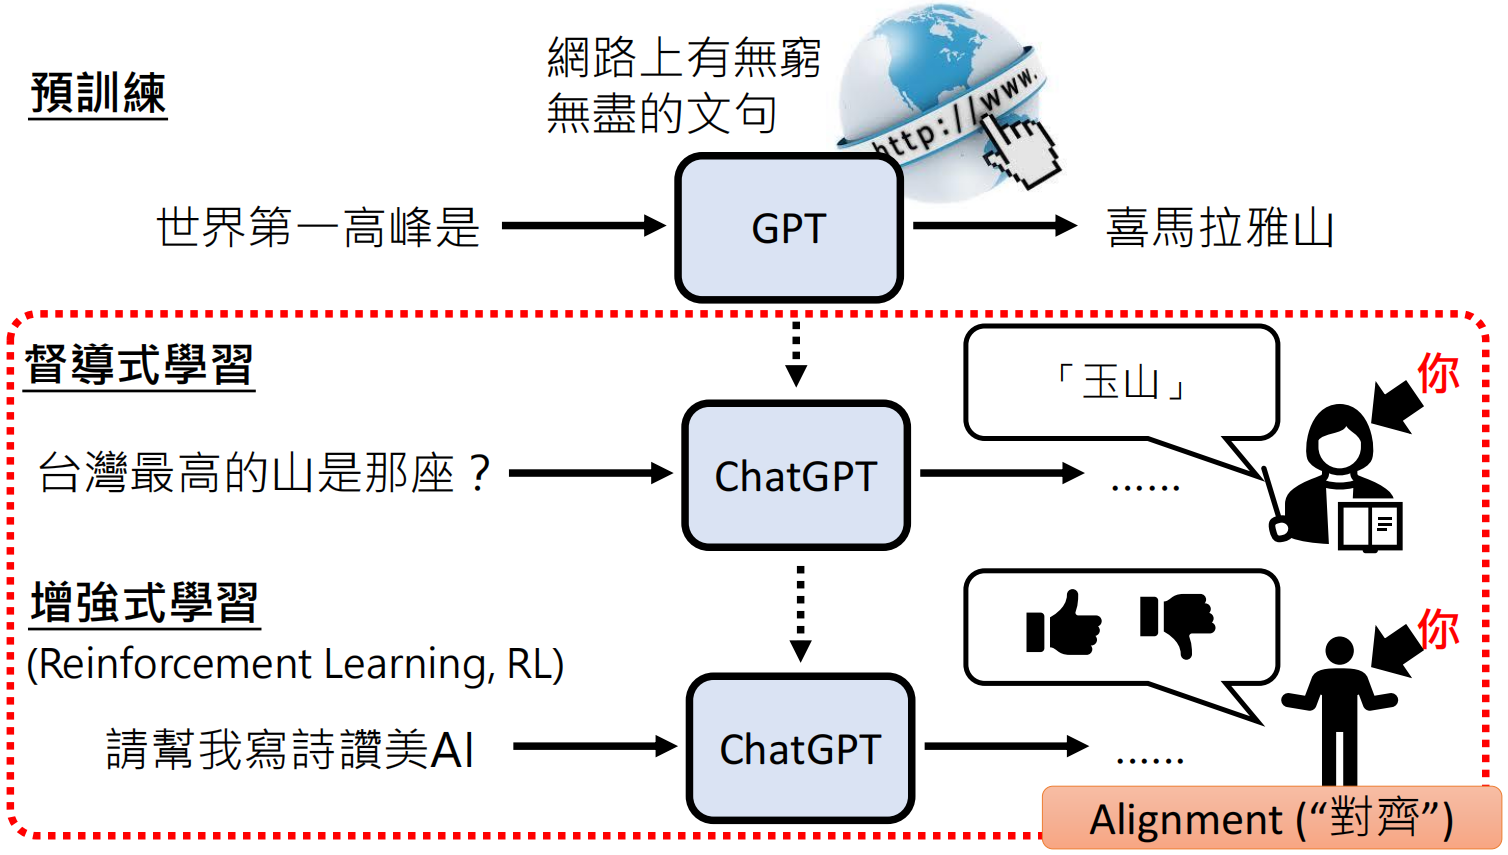 網路上有無窮
無盡的文句
預訓練
http://www.
世界第一高峰是
GPT
喜馬拉雅山
督導式學習
「玉山」
你
台灣最高的山是那座？
ChatGPT
......
增強式學習
(Reinforcement Learning, RL)
你
請幫我寫詩讚美AI
ChatGPT
......
Alignment (“對齊”)